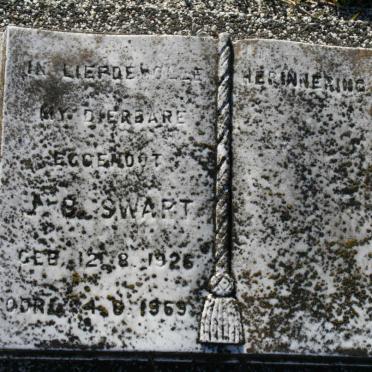 IN LIEFDEVOLLE HERINNERING
MY DIERBARE
EGGENOOT
J. SWART
GEB. 12.8.1926
OORL. 1969